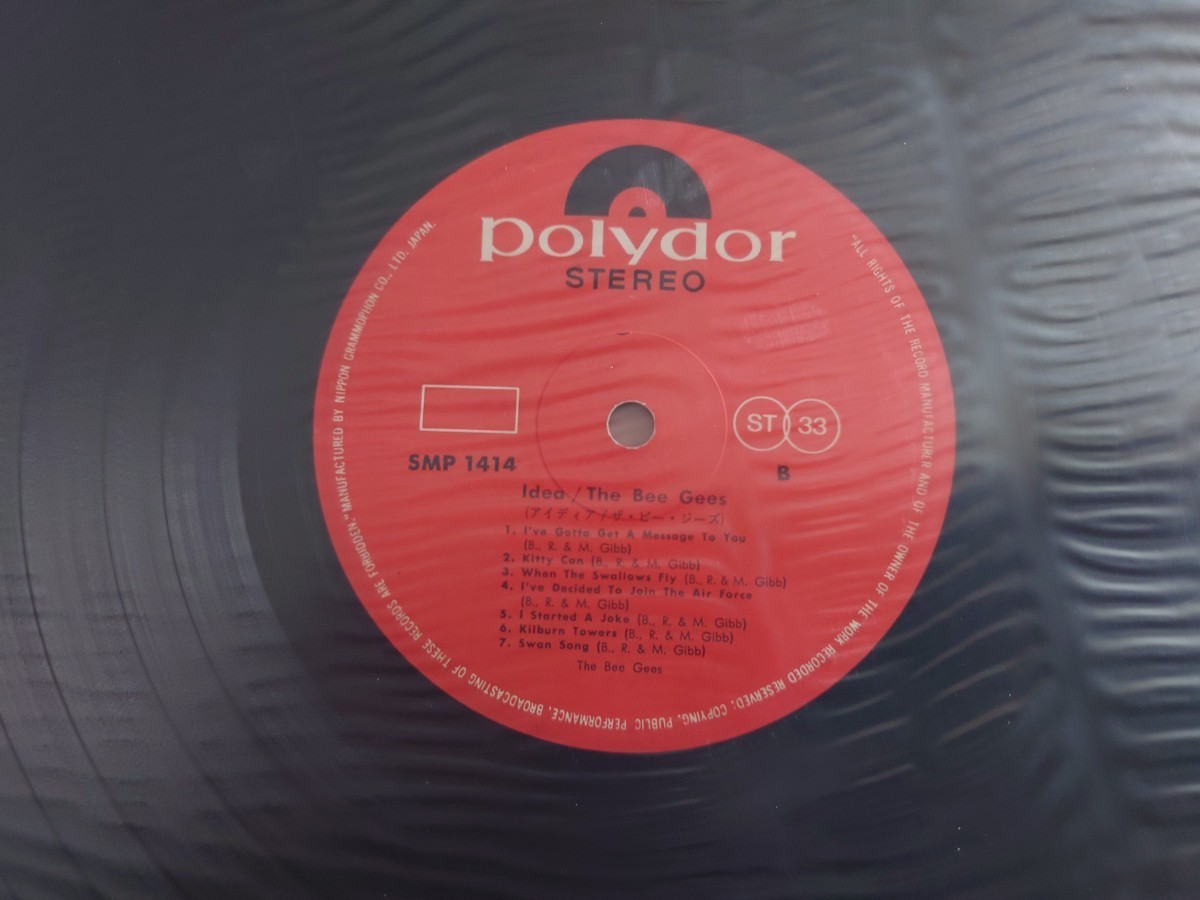 polydor
STEREO
ST 33
SMP 1414
B
Idea / The Bee Gees
(アイディア/ザ・ビー・ジーズ)
1. I've Gotta Get A Message To You
(B., R. & M. Gibb)
2. Kitty Can (B., R. & M. Gibb)
3. When The Swallows Fly (B., R. & M. Gibb)
4. I've Decided To Join The Air Force
(B., R. & M. Gibb)
5. I Started A Joke (B., R. & M. Gibb)
6. Kilburn Towers (B., R. & M. Gibb)
7. Swan Song (B., R. & M. Gibb)
The Bee Gees
"ALL RIGHTS OF THE RECORD MANUFACTURER AND OF THE OWNER OF THE WORK RECORDED RESERVED. COPYING, PUBLIC PERFORMANCE, BROADCASTING OF THESE RECORDS ARE FORBIDDEN" MANUFACTURED BY NIPPON GRAMMOPHON CO., LTD. JAPAN.